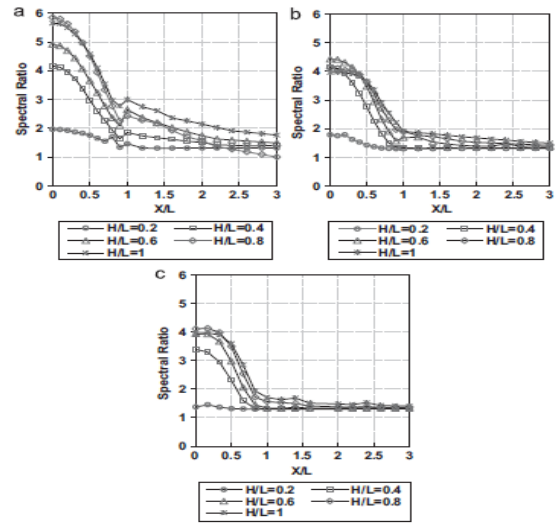 a
Spectral Ratio
6
5
4
3
2
1
0
0 0.5 1 1.5 2 2.5 3
X/L
H/L=0.2 H/L=0.4
H/L=0.6 H/L=0.8
H/L=1
b
Spectral Ratio
6
5
4
3
2
1
0
0 0.5 1 1.5 2 2.5 3
X/L
H/L=0.2 H/L=0.4
H/L=0.6 H/L=0.8
H/L=1
c
Spectral Ratio
6
5
4
3
2
1
0
0 0.5 1 1.5 2 2.5 3
X/L
H/L=0.2 H/L=0.4
H/L=0.6 H/L=0.8
H/L=1